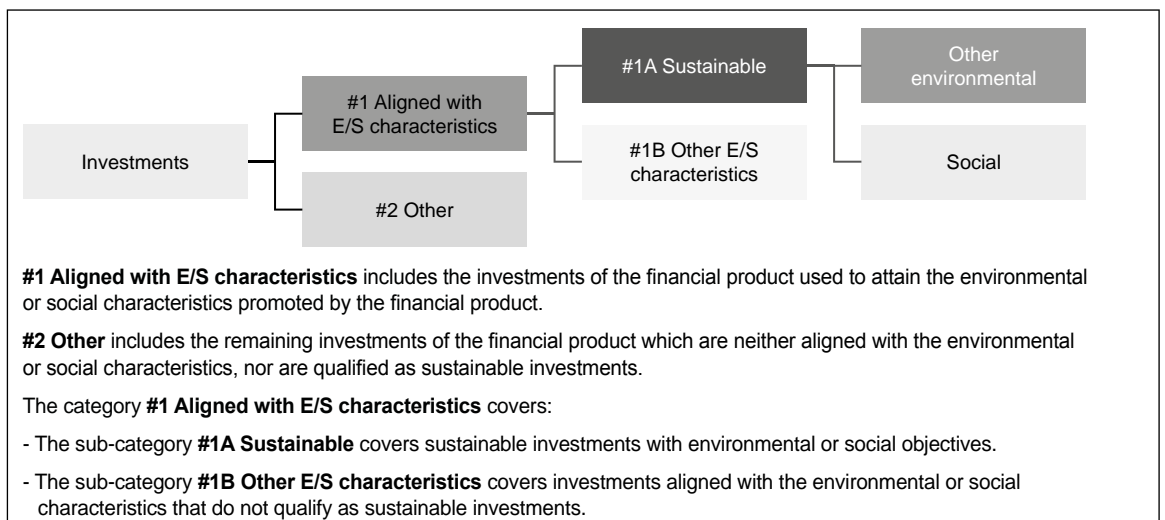 Investments
#1 Aligned with
E/S characteristics
#2 Other
#1A Sustainable
#1B Other E/S
characteristics
Other
environmental
Social
#1 Aligned with E/S characteristics includes the investments of the financial product used to attain the environmental
or social characteristics promoted by the financial product.
#2 Other includes the remaining investments of the financial product which are neither aligned with the environmental
or social characteristics, nor are qualified as sustainable investments.
The category #1 Aligned with E/S characteristics covers:
- The sub-category #1A Sustainable covers sustainable investments with environmental or social objectives.
- The sub-category #1B Other E/S characteristics covers investments aligned with the environmental or social
characteristics that do not qualify as sustainable investments.